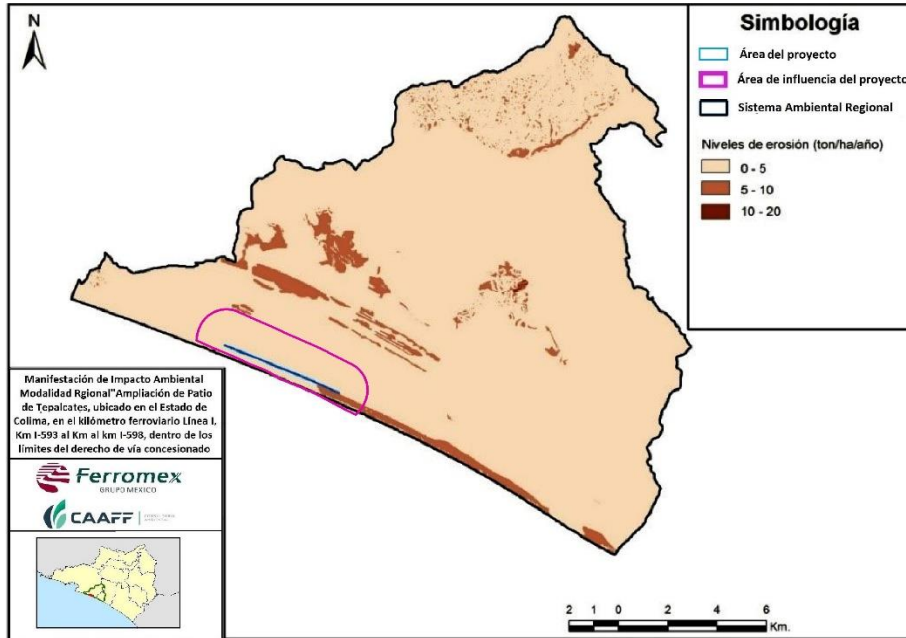 N
Simbología
Área del proyecto
Área de influencia del proyecto
Sistema Ambiental Regional
Niveles de erosión (ton/ha/año)
0 - 5
5 - 10
10 - 20
Manifestación de Impacto Ambiental
Modalidad Rgional"Ampliación de Patio
de Tepalcates, ubicado en el Estado de
Colima, en el kilómetro ferroviario Línea I,
Km I-593 al Km al km I-598, dentro de los
límites del derecho de vía concesionado
Ferromex
GRUPO MEXICO
CAAFF
2 1 0 2 4 6
Km.